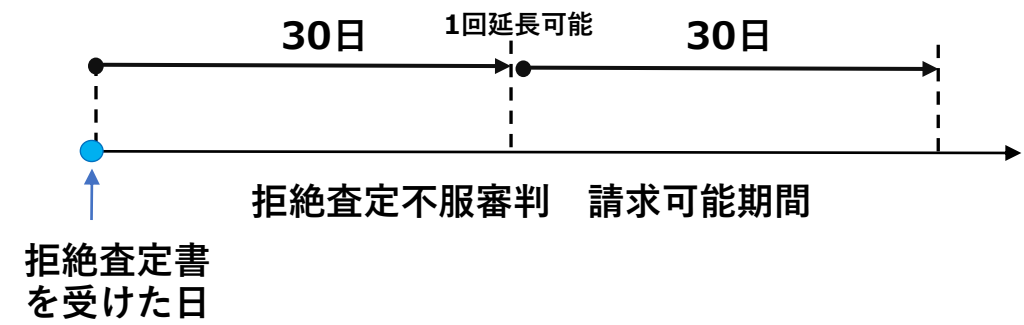 30日
1回延長可能
30日
拒絶査定不服審判　請求可能期間
拒絶査定書
を受けた日